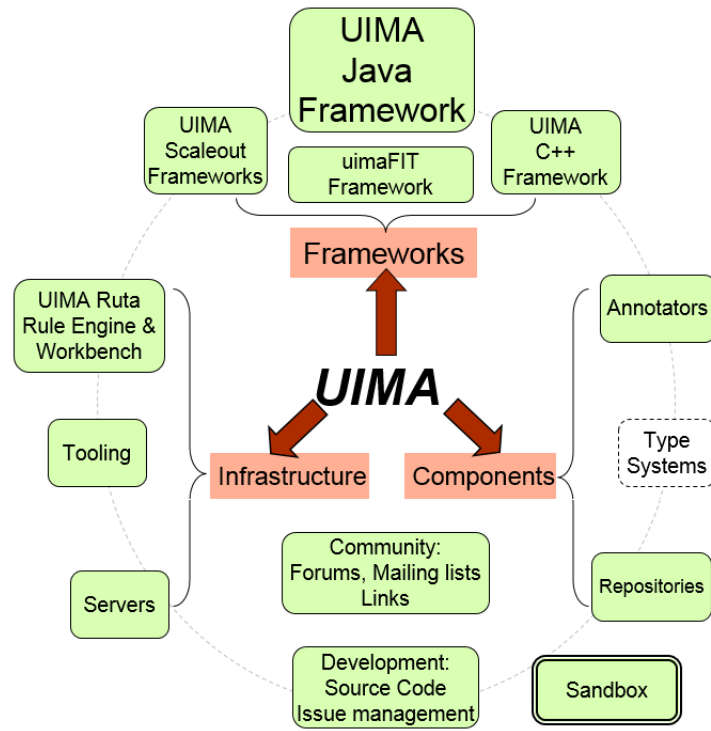 UIMA
Java
Framework
UIMA
Scaleout
Frameworks
uimaFIT
Framework
UIMA
C++
Framework
Frameworks
UIMA Ruta
Rule Engine &
Workbench
Annotators
UIMA
Tooling
Type
Systems
Infrastructure
Components
Community:
Forums, Mailing lists
Links
Servers
Repositories
Development:
Source Code
Issue management
Sandbox